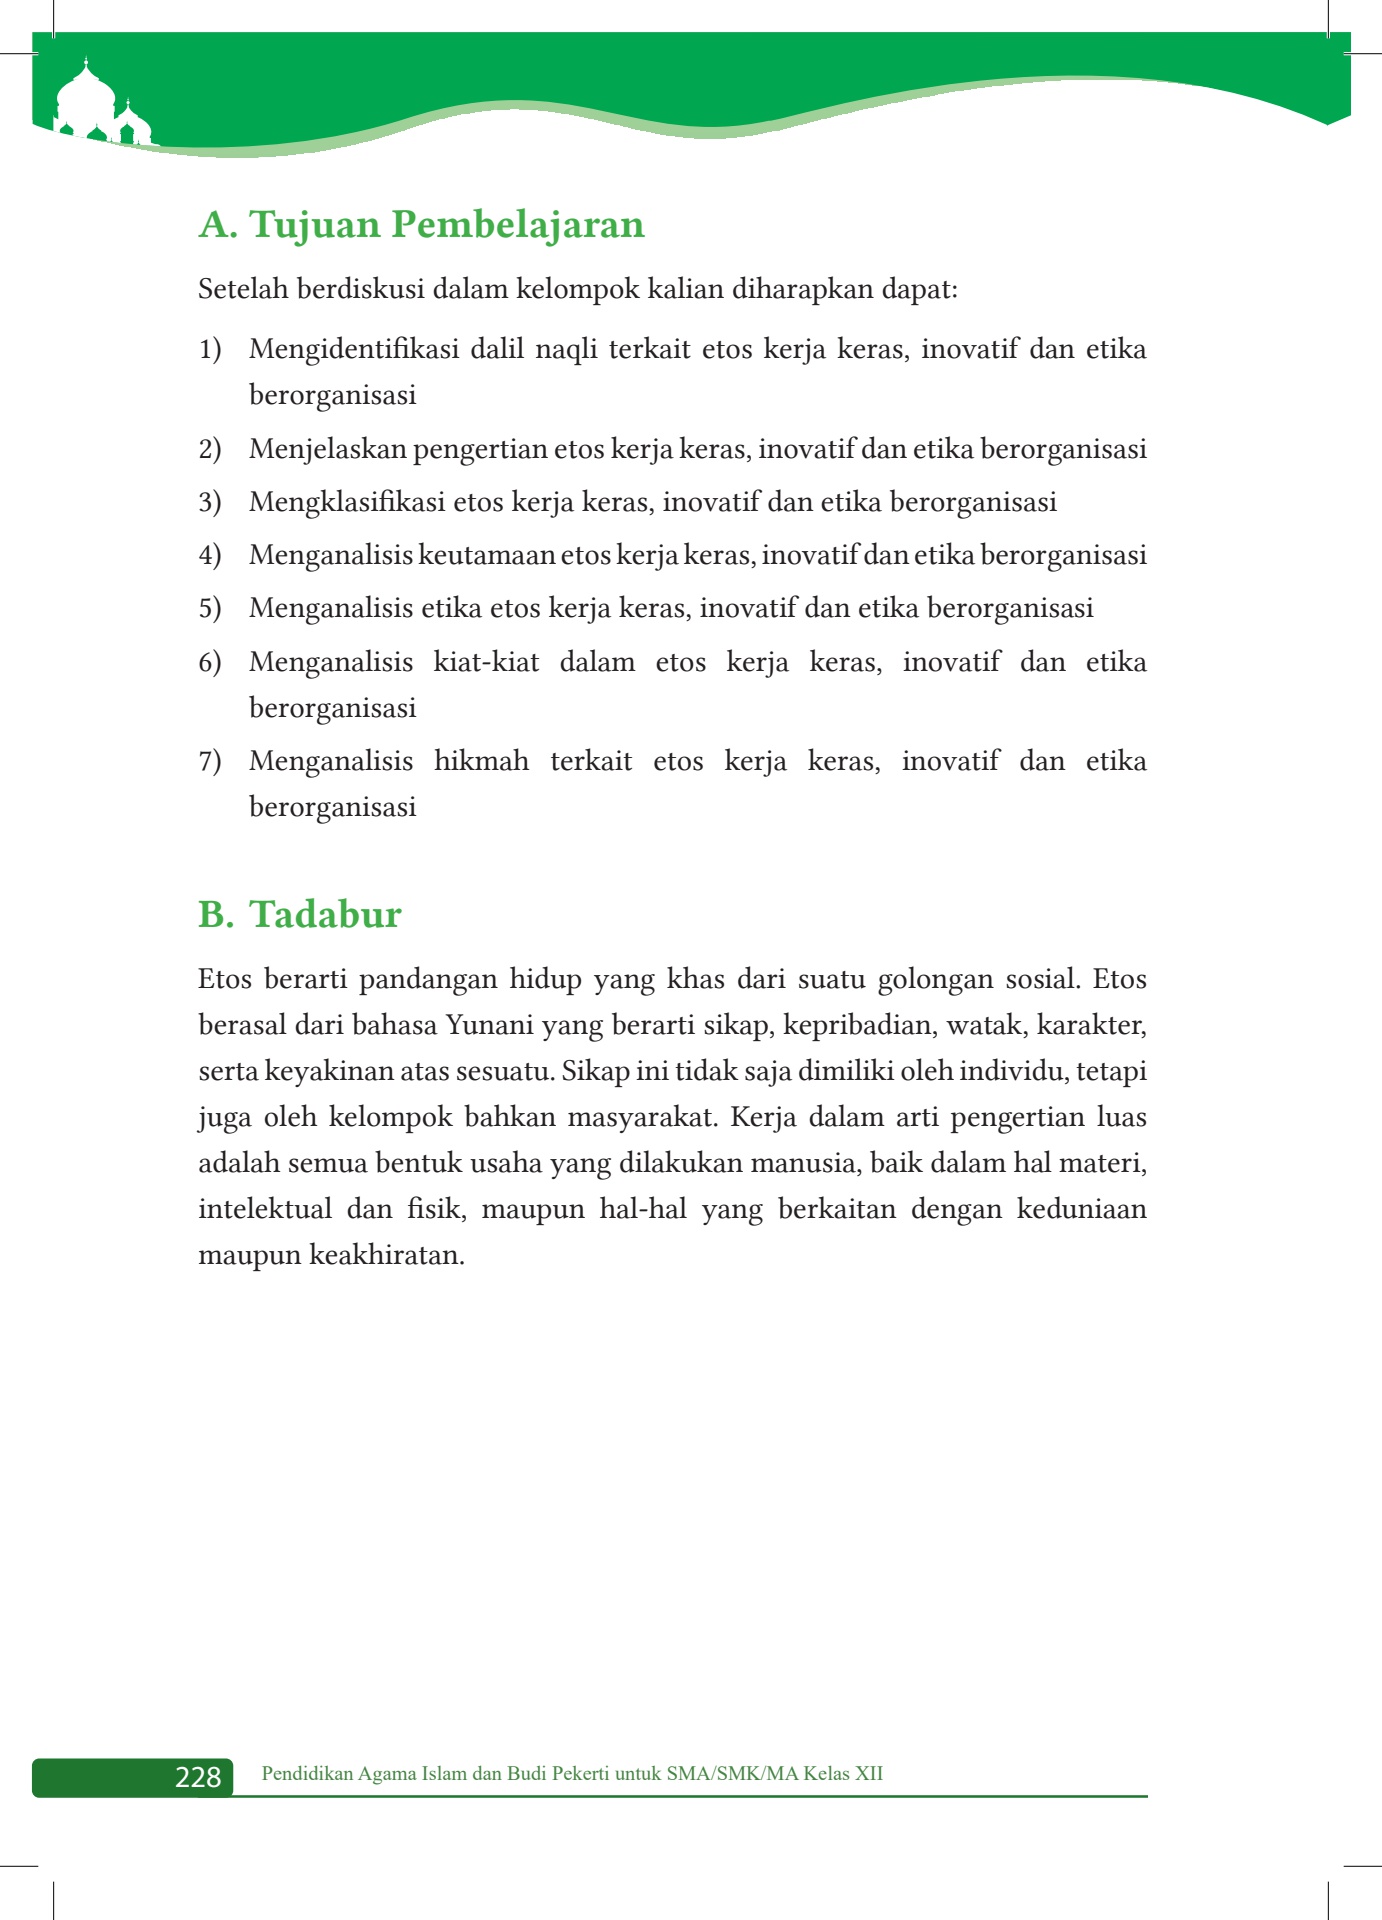 A. Tujuan Pembelajaran
Setelah berdiskusi dalam kelompok kalian diharapkan dapat:
1) Mengidentifikasi dalil naqli terkait etos kerja keras, inovatif dan etika
berorganisasi
2) Menjelaskan pengertian etos kerja keras, inovatif dan etika berorganisasi
3) Mengklasifikasi etos kerja keras, inovatif dan etika berorganisasi
4) Menganalisis keutamaan etos kerja keras, inovatif dan etika berorganisasi
5) Menganalisis etika etos kerja keras, inovatif dan etika berorganisasi
6) Menganalisis kiat-kiat dalam etos kerja keras, inovatif dan etika
berorganisasi
7) Menganalisis hikmah terkait etos kerja keras, inovatif dan etika
berorganisasi
B. Tadabur
Etos berarti pandangan hidup yang khas dari suatu golongan sosial. Etos
berasal dari bahasa Yunani yang berarti sikap, kepribadian, watak, karakter,
serta keyakinan atas sesuatu. Sikap ini tidak saja dimiliki oleh individu, tetapi
juga oleh kelompok bahkan masyarakat. Kerja dalam arti pengertian luas
adalah semua bentuk usaha yang dilakukan manusia, baik dalam hal materi,
intelektual dan fisik, maupun hal-hal yang berkaitan dengan keduniaan
maupun keakhiratan.
228 Pendidikan Agama Islam dan Budi Pekerti untuk SMA/SMK/MA Kelas XII